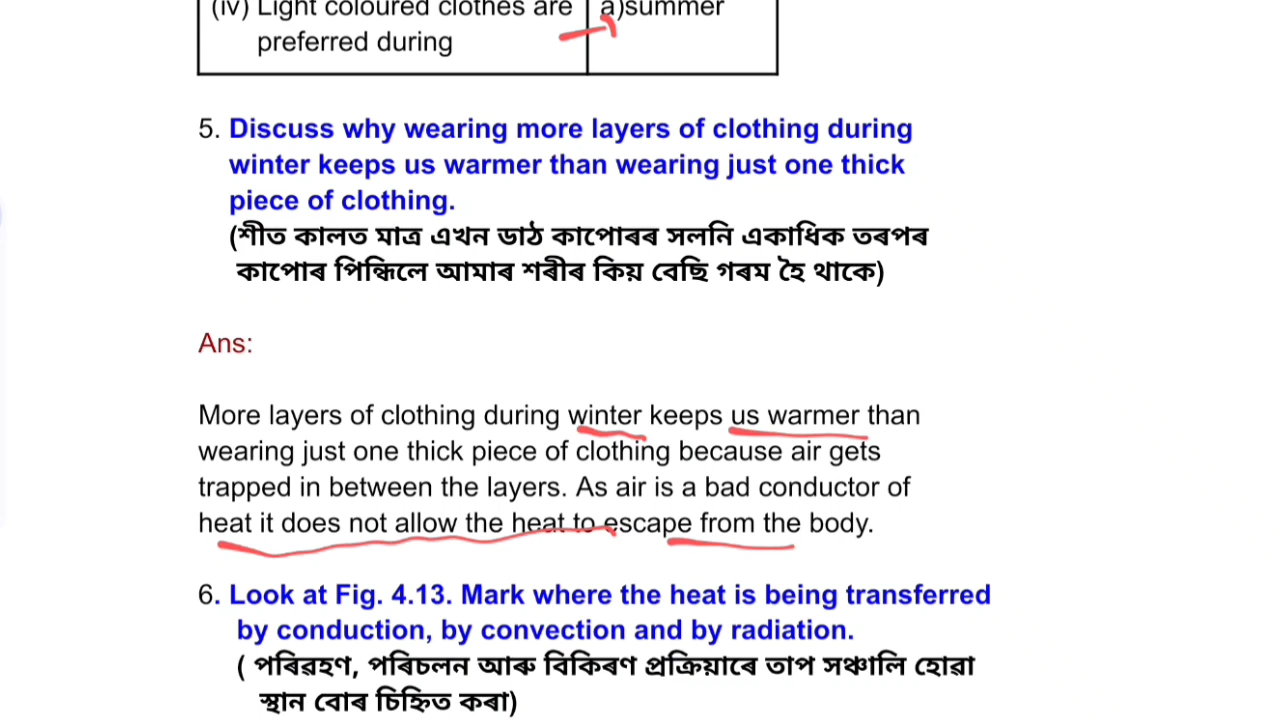 (iv) Light coloured clothes are a)summer
preferred during
5. Discuss why wearing more layers of clothing during
winter keeps us warmer than wearing just one thick
piece of clothing.
(শীত কালত মাত্ৰ এখন ডাঠ কাপোৰৰ সলনি একাধিক তৰপৰ
কাপোৰ পিন্ধিলে আমাৰ শৰীৰ কিয় বেছি গৰম হৈ থাকে)
Ans:
More layers of clothing during winter keeps us warmer than
wearing just one thick piece of clothing because air gets
trapped in between the layers. As air is a bad conductor of
heat it does not allow the heat to escape from the body.
6. Look at Fig. 4.13. Mark where the heat is being transferred
by conduction, by convection and by radiation.
( পৰিৱহণ, পৰিচলন আৰু বিকিৰণ প্ৰক্ৰিয়াৰে তাপ সঞ্চালি হোৱা
স্থান বোৰ চিহ্নিত কৰা)